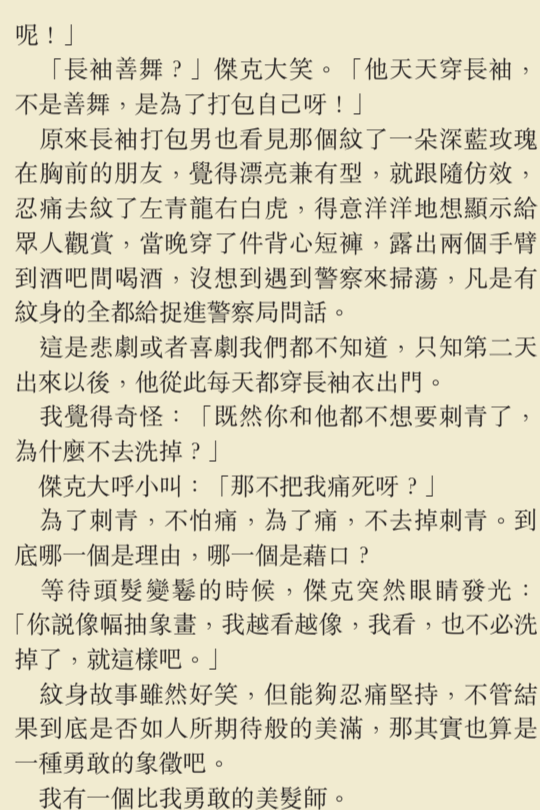 呢！」
「長袖善舞？」傑克大笑。「他天天穿長袖，
不是善舞，是為了打包自己呀！」
原來長袖打包男也看見那個紋了一朵深藍玫瑰
在胸前的朋友，覺得漂亮兼有型，就跟隨仿效，
忍痛去紋了左青龍右白虎，得意洋洋地想顯示給
眾人觀賞，當晚穿了件背心短褲，露出兩個手臂
到酒吧間喝酒，沒想到遇到警察來掃蕩，凡是有
紋身的全都給捉進警察局問話。
這是悲劇或者喜劇我們都不知道，只知第二天
出來以後，他從此每天都穿長袖衣出門。
我覺得奇怪：「既然你和他都不想要刺青了，
為什麼不去洗掉？」
傑克大呼小叫：「那不把我痛死呀？」
為了刺青，不怕痛，為了痛，不去掉刺青。到
底哪一個是理由，哪一個是藉口？
等待頭髮變鬈的時候，傑克突然眼睛發光：
「你説像幅抽象畫，我越看越像，我看，也不必洗
掉了，就這樣吧。」
紋身故事雖然好笑，但能夠忍痛堅持，不管結
果到底是否如人所期待般的美滿，那其實也算是
一種勇敢的象徵吧。
我有一個比我勇敢的美髮師。